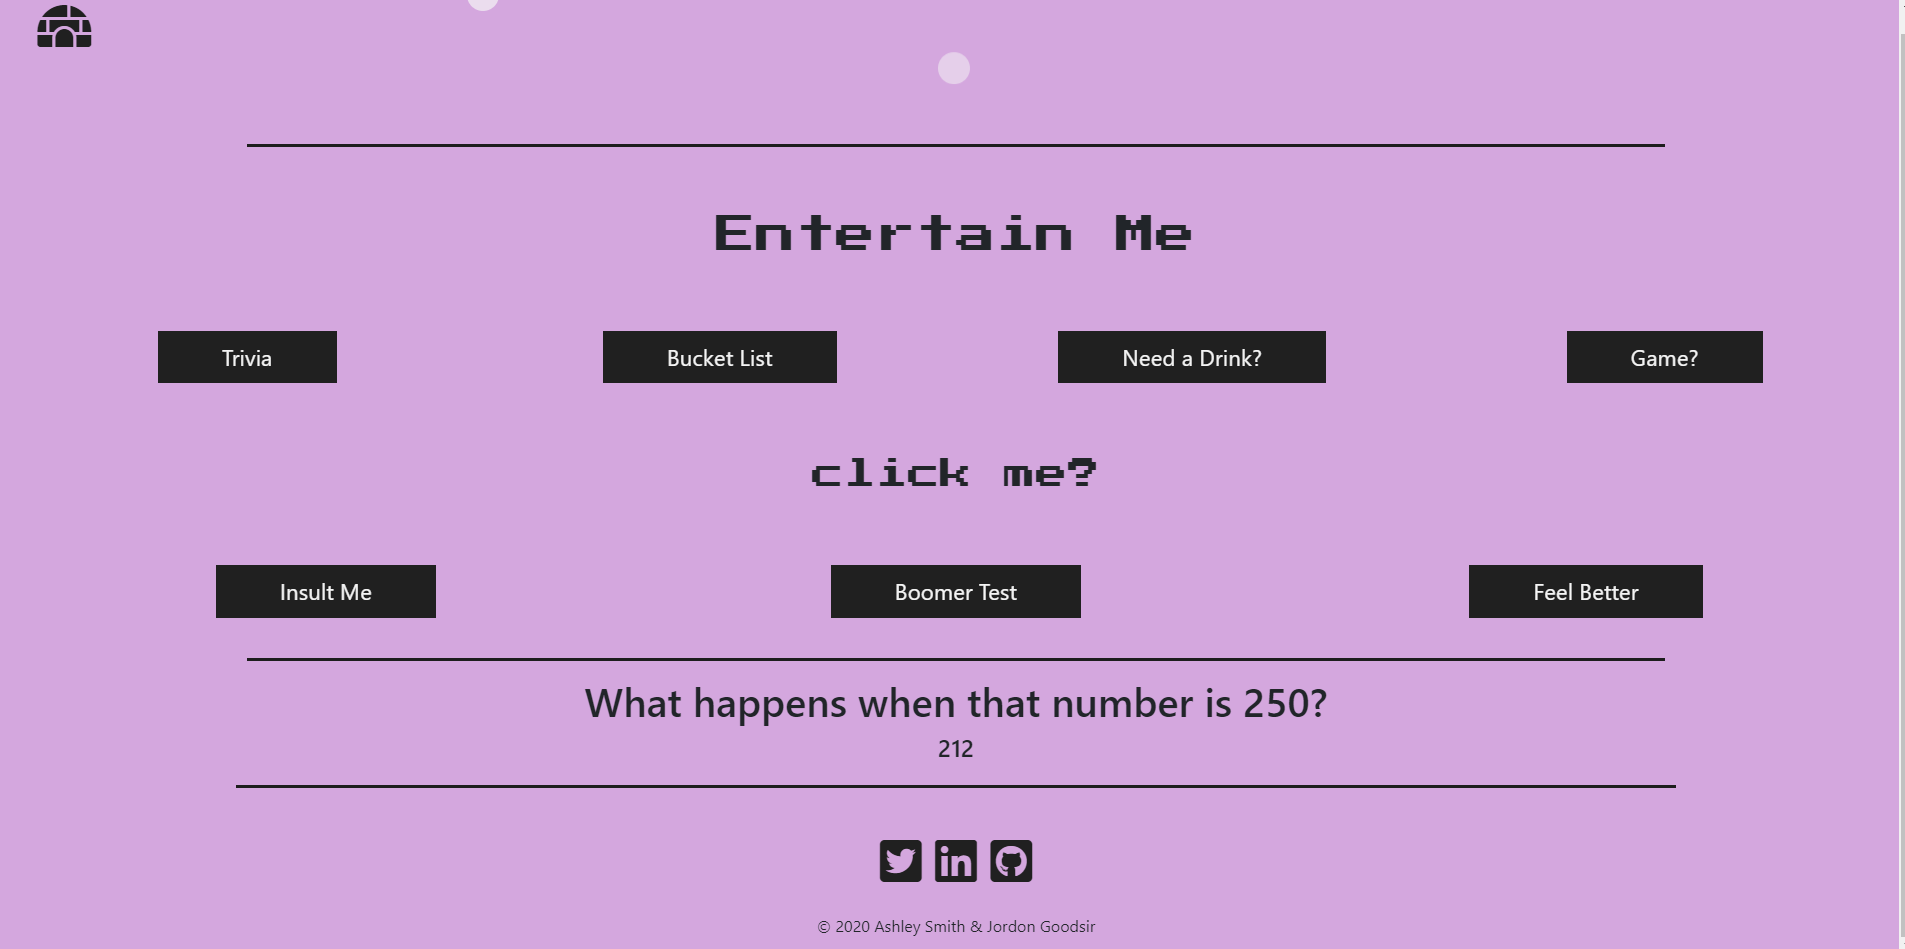 Entertain Me
Trivia
Bucket List
Need a Drink?
Game?
click me?
Insult Me
Boomer Test
Feel Better
What happens when that number is 250?
212
in
© 2020 Ashley Smith & Jordon Goodsir